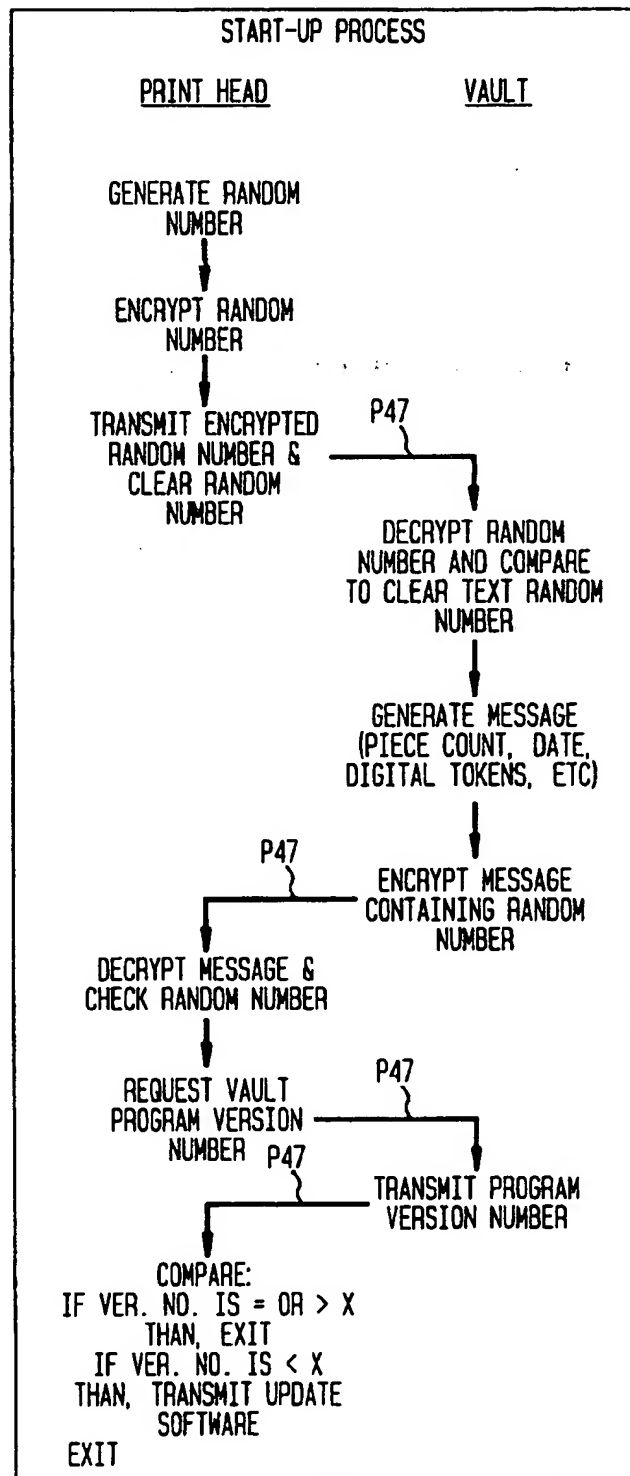 START-UP PROCESS
PRINT HEAD
VAULT
GENERATE RANDOM
NUMBER
ENCRYPT RANDOM
NUMBER
TRANSMIT ENCRYPTED
RANDOM NUMBER &
CLEAR RANDOM
NUMBER
P47
DECRYPT RANDOM
NUMBER AND COMPARE
TO CLEAR TEXT RANDOM
NUMBER
GENERATE MESSAGE
(PIECE COUNT, DATE,
DIGITAL TOKENS, ETC)
ENCRYPT MESSAGE
CONTAINING RANDOM
NUMBER
P47
DECRYPT MESSAGE &
CHECK RANDOM NUMBER
REQUEST VAULT
PROGRAM VERSION
NUMBER
P47
TRANSMIT PROGRAM
VERSION NUMBER
P47
COMPARE:
IF VER. NO. IS = OR > X
THAN, EXIT
IF VER. NO. IS < X
THAN, TRANSMIT UPDATE
SOFTWARE
EXIT